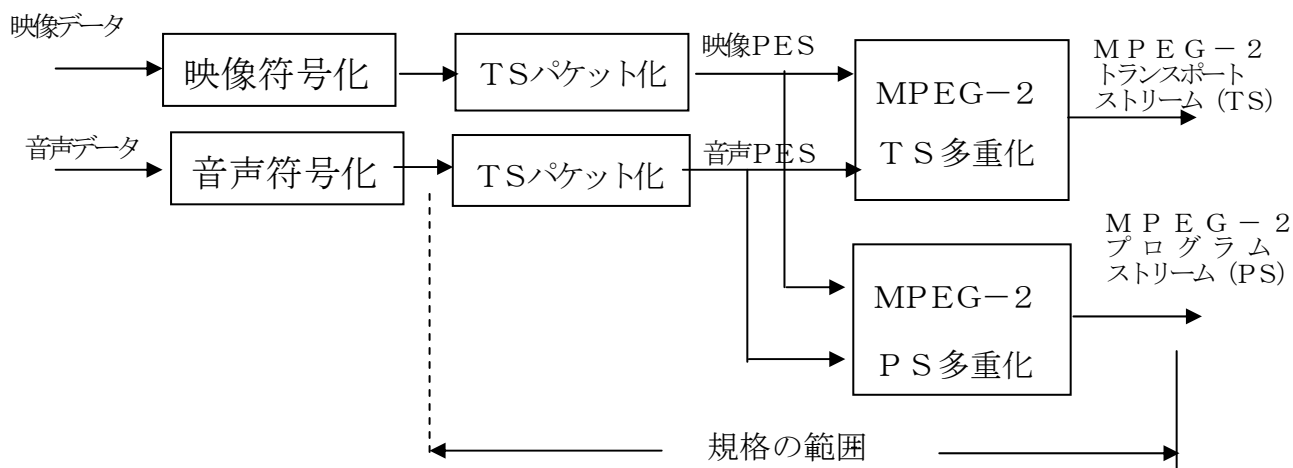 映像データ
映像符号化
TSパケット化
映像PES
MPEG-2
TS多重化
MPEG-2
トランスポート
ストリーム(TS)
音声データ
音声符号化
TSパケット化
音声PES
MPEG-2
PS多重化
MPEG-2
プログラム
ストリーム(PS)
規格の範囲